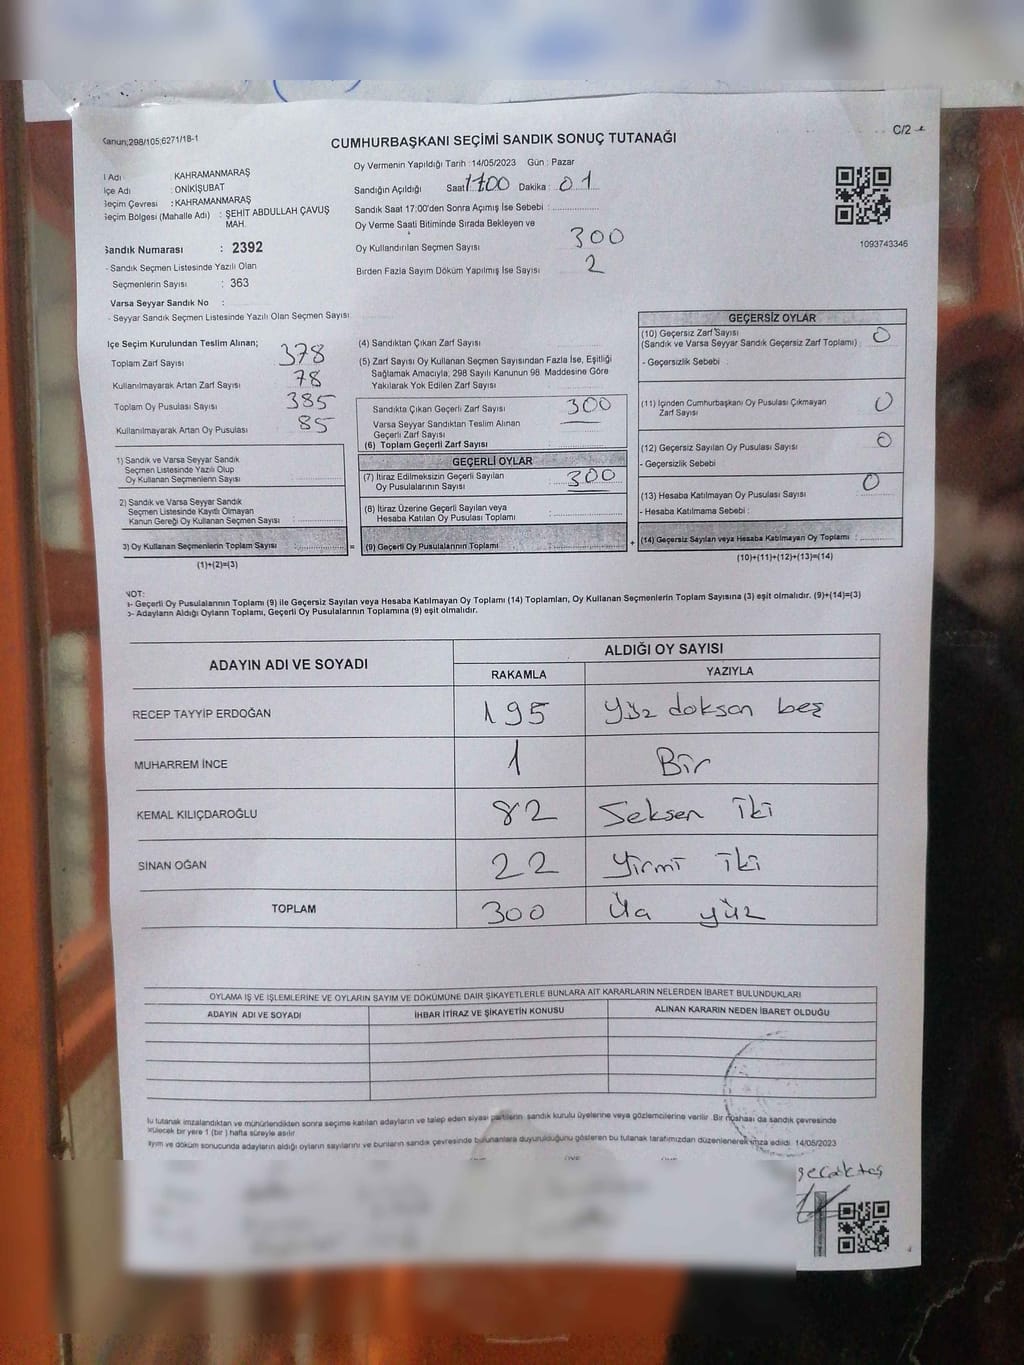 Kanun;298/105;6271/18-1
C/2
CUMHURBAŞKANI SEÇİMİ SANDIK SONUÇ TUTANAĞI
Oy Vermenin Yapıldığı Tarih :14/05/2023 Gün : Pazar
l Adı : KAHRAMANMARAŞ
lçe Adı : ONİKİŞUBAT
Seçim Çevresi : KAHRAMANMARAŞ
Seçim Bölgesi (Mahalle Adı) : ŞEHİT ABDULLAH ÇAVUŞ
MAH.
Sandık Numarası : 2392
- Sandık Seçmen Listesinde Yazılı Olan
Seçmenlerin Sayısı : 363
Varsa Seyyar Sandık No :
- Seyyar Sandık Seçmen Listesinde Yazılı Olan Seçmen Sayısı
Sandığın Açıldığı Saat 1700 Dakika : 01
Sandık Saat 17:00'den Sonra Açımış İse Sebebi :
Oy Verme Saati Bitiminde Sırada Bekleyen ve
Oy Kullandırılan Seçmen Sayısı 300
Birden Fazla Sayım Döküm Yapılmış İse Sayısı 2
1093743346
İlçe Seçim Kurulundan Teslim Alınan;
Toplam Zarf Sayısı 378
Kullanılmayarak Artan Zarf Sayısı 78
Toplam Oy Pusulası Sayısı 385
Kullanılmayarak Artan Oy Pusulası 85
1) Sandık ve Varsa Seyyar Sandık
Seçmen Listesinde Yazılı Olup
Oy Kullanan Seçmenlerin Sayısı
2) Sandık ve Varsa Seyyar Sandık
Seçmen Listesinde Kayıtlı Olmayan
Kanun Gereği Oy Kullanan Seçmen Sayısı :
3) Oy Kullanan Seçmenlerin Toplam Sayısı =
(1)+(2)=(3)
(4) Sandıktan Çıkan Zarf Sayısı
(5) Zarf Sayısı Oy Kullanan Seçmen Sayısından Fazla İse, Eşitliği
Sağlamak Amacıyla, 298 Sayılı Kanunun 98. Maddesine Göre
Yakılarak Yok Edilen Zarf Sayısı
Sandıkta Çıkan Geçerli Zarf Sayısı 300
Varsa Seyyar Sandıktan Teslim Alınan
Geçerli Zarf Sayısı
(6) Toplam Geçerli Zarf Sayısı
GEÇERLİ OYLAR
(7) İtiraz Edilmeksizin Geçerli Sayılan
Oy Pusulalarının Sayısı : 300
(8) İtiraz Üzerine Geçerli Sayılan veya
Hesaba Katılan Oy Pusulası Toplamı
(9) Geçerli Oy Pusulalarının Toplamı : +
GEÇERSİZ OYLAR
(10) Geçersiz Zarf Sayısı 0
(Sandık ve Varsa Seyyar Sandık Geçersiz Zarf Toplamı)
- Geçersizlik Sebebi
(11) İçinden Cumhurbaşkanı Oy Pusulası Çıkmayan
Zarf Sayısı 0
(12) Geçersiz Sayılan Oy Pusulası Sayısı 0
- Geçersizlik Sebebi
(13) Hesaba Katılmayan Oy Pusulası Sayısı 0
- Hesaba Katılmama Sebebi :
(14) Geçersiz Sayılan veya Hesaba Katılmayan Oy Toplamı :
(10)+(11)+(12)+(13)=(14)
NOT:
a- Geçerli Oy Pusulalarının Toplamı (9) ile Geçersiz Sayılan veya Hesaba Katılmayan Oy Toplamı (14) Toplamları, Oy Kullanan Seçmenlerin Toplam Sayısına (3) eşit olmalıdır. (9)+(14)=(3)
b- Adayların Aldığı Oyların Toplamı, Geçerli Oy Pusulalarının Toplamına (9) eşit olmalıdır.
ADAYIN ADI VE SOYADI
ALDIĞI OY SAYISI
RAKAMLA YAZIYLA
RECEP TAYYİP ERDOĞAN 195 Yüz doksan beş
MUHARREM İNCE 1 Bir
KEMAL KILIÇDAROĞLU 82 Seksen iki
SİNAN OĞAN 22 Yirmi iki
TOPLAM 300 Üç yüz
OYLAMA İŞ VE İŞLEMLERİNE VE OYLARIN SAYIM VE DÖKÜMÜNE DAİR ŞİKAYETLERLE BUNLARA AİT KARARLARIN NELERDEN İBARET BULUNDUKLARI
ADAYIN ADI VE SOYADI İHBAR İTİRAZ VE ŞİKAYETİN KONUSU ALINAN KARARIN NEDEN İBARET OLDUĞU
Bu tutanak imzalandıktan ve mühürlendikten sonra seçime katılan adayların ve talep eden siyasi partilerin sandık kurulu üyelerine veya gözlemcilerine verilir. Bir nüshası da sandık çevresinde
bir yere 1 (bir) hafta süreyle asılır.
Sayım ve döküm sonucunda adayların aldığı oyların sayılarını ve bunların sandık çevresinde bulunanlara duyurulduğunu gösteren bu tutanak tarafımızdan düzenlenerek imza edildi. 14/05/2023